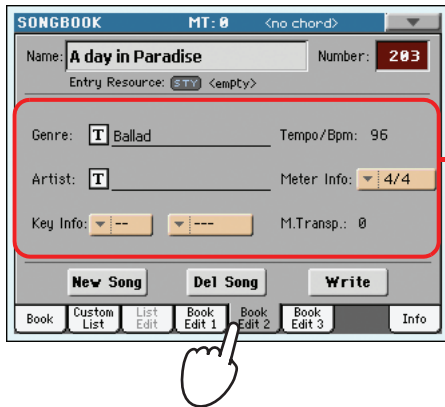 SONGBOOK MT: 0 <no chord>
Name: A day in Paradise Number: 203
Entry Resource: STY <empty>
Genre: T Ballad Tempo/Bpm: 96
Artist: T Meter Info: 4/4
Key Info: -- --- M.Transp.: 0
New Song Del Song Write
Book Custom List List Edit Book Edit 1 Book Edit 2 Book Edit 3 Info